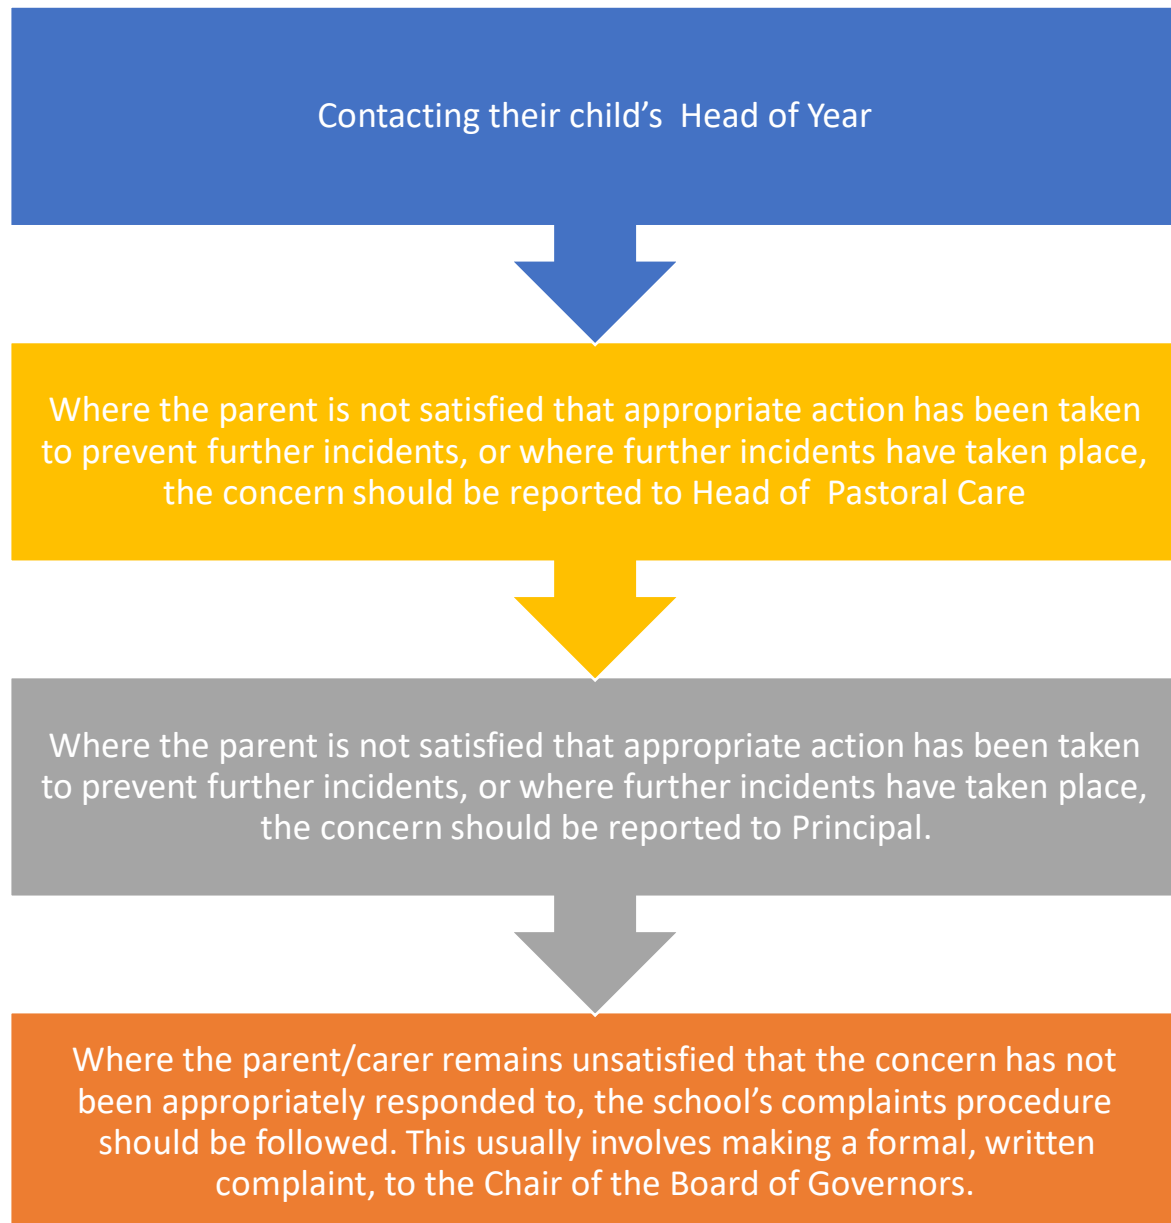 Contacting their child’s  Head of Year
Where the parent is not satisfied that appropriate action has been taken
to prevent further incidents, or where further incidents have taken place,
the concern should be reported to Head of  Pastoral Care
Where the parent is not satisfied that appropriate action has been taken
to prevent further incidents, or where further incidents have taken place,
the concern should be reported to Principal.
Where the parent/carer remains unsatisfied that the concern has not
been appropriately responded to, the school’s complaints procedure
should be followed. This usually involves making a formal, written
complaint, to the Chair of the Board of Governors.